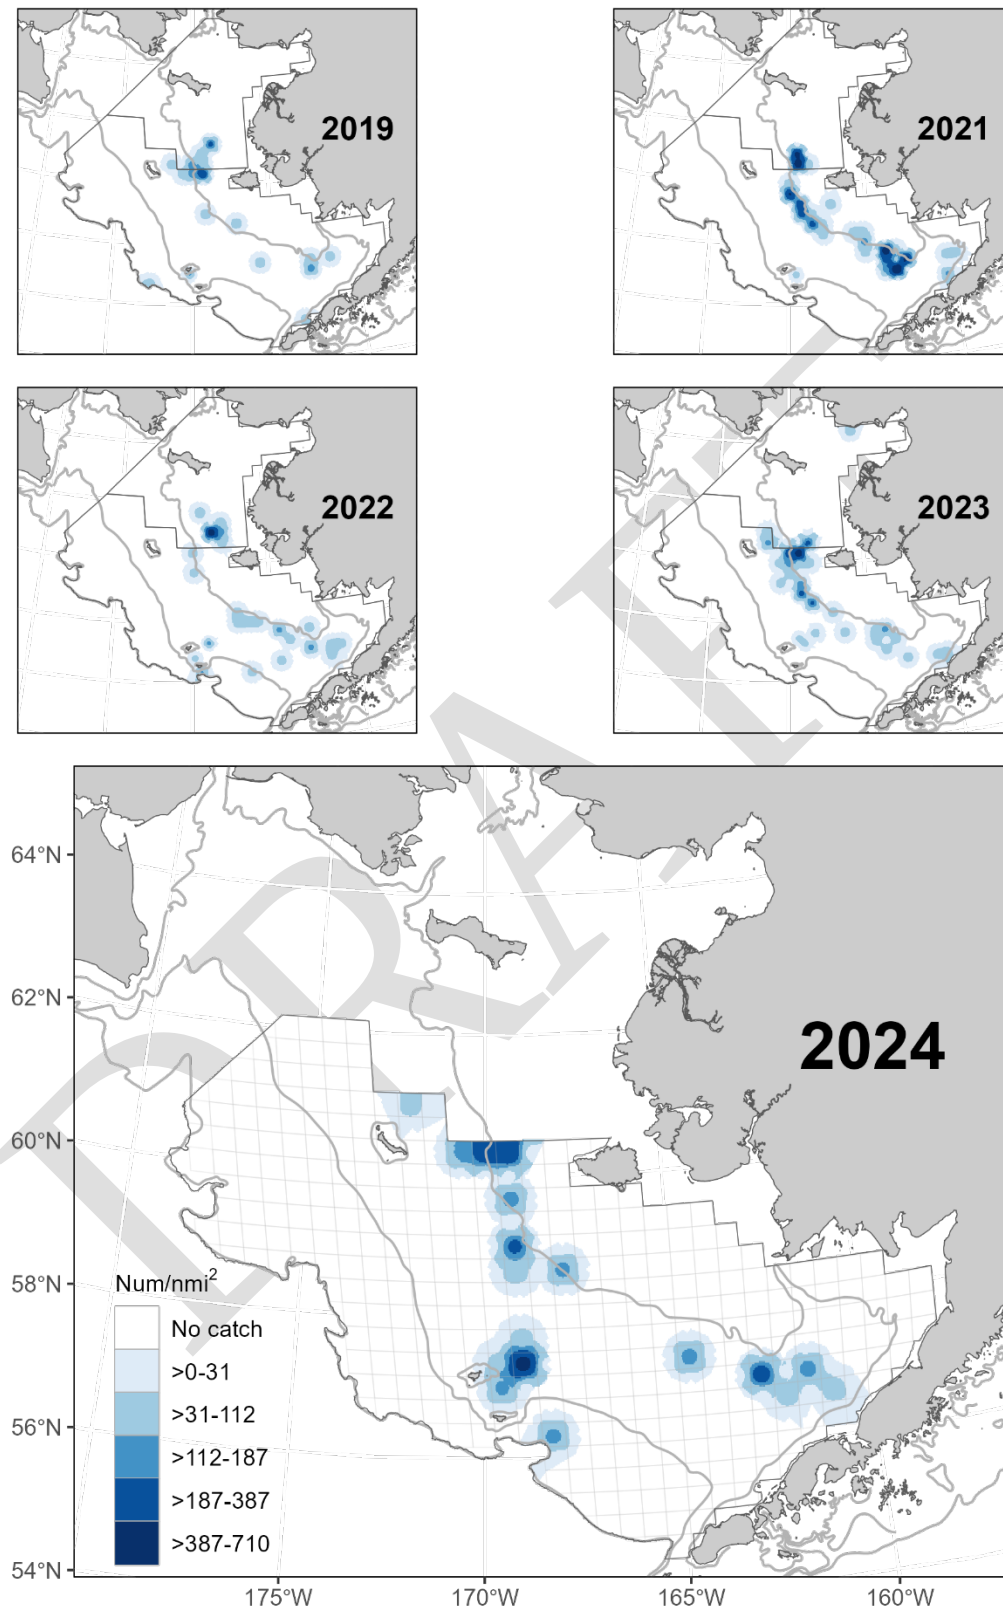 2019
2021
2022
2023
2024
64°N
62°N
60°N
58°N
56°N
54°N
Num/nmi²
No catch
>0-31
>31-112
>112-187
>187-387
>387-710
175°W
170°W
165°W
160°W
DRAFT